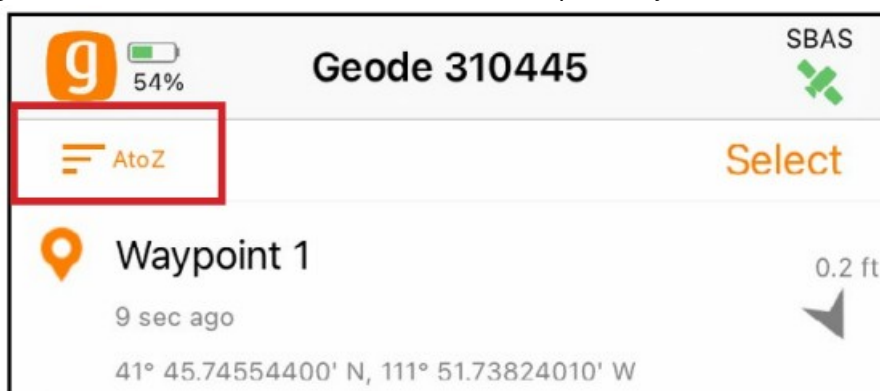 g
54%
Geode 310445
SBAS
AtoZ
Select
Waypoint 1
0.2 ft
9 sec ago
41° 45.74554400' N, 111° 51.73824010' W